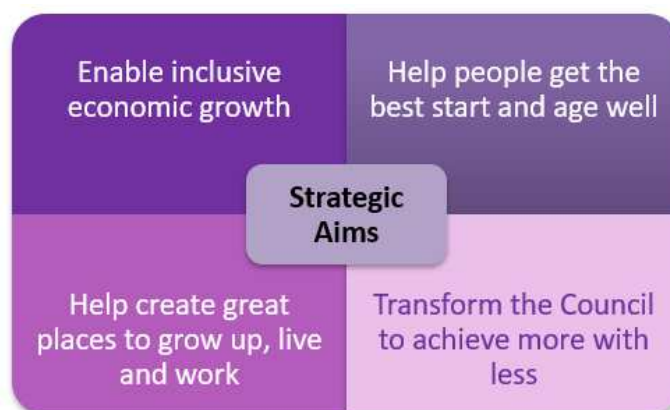 Enable inclusive
economic growth
Help people get the
best start and age well
Strategic
Aims
Help create great
places to grow up, live
and work
Transform the Council
to achieve more with
less